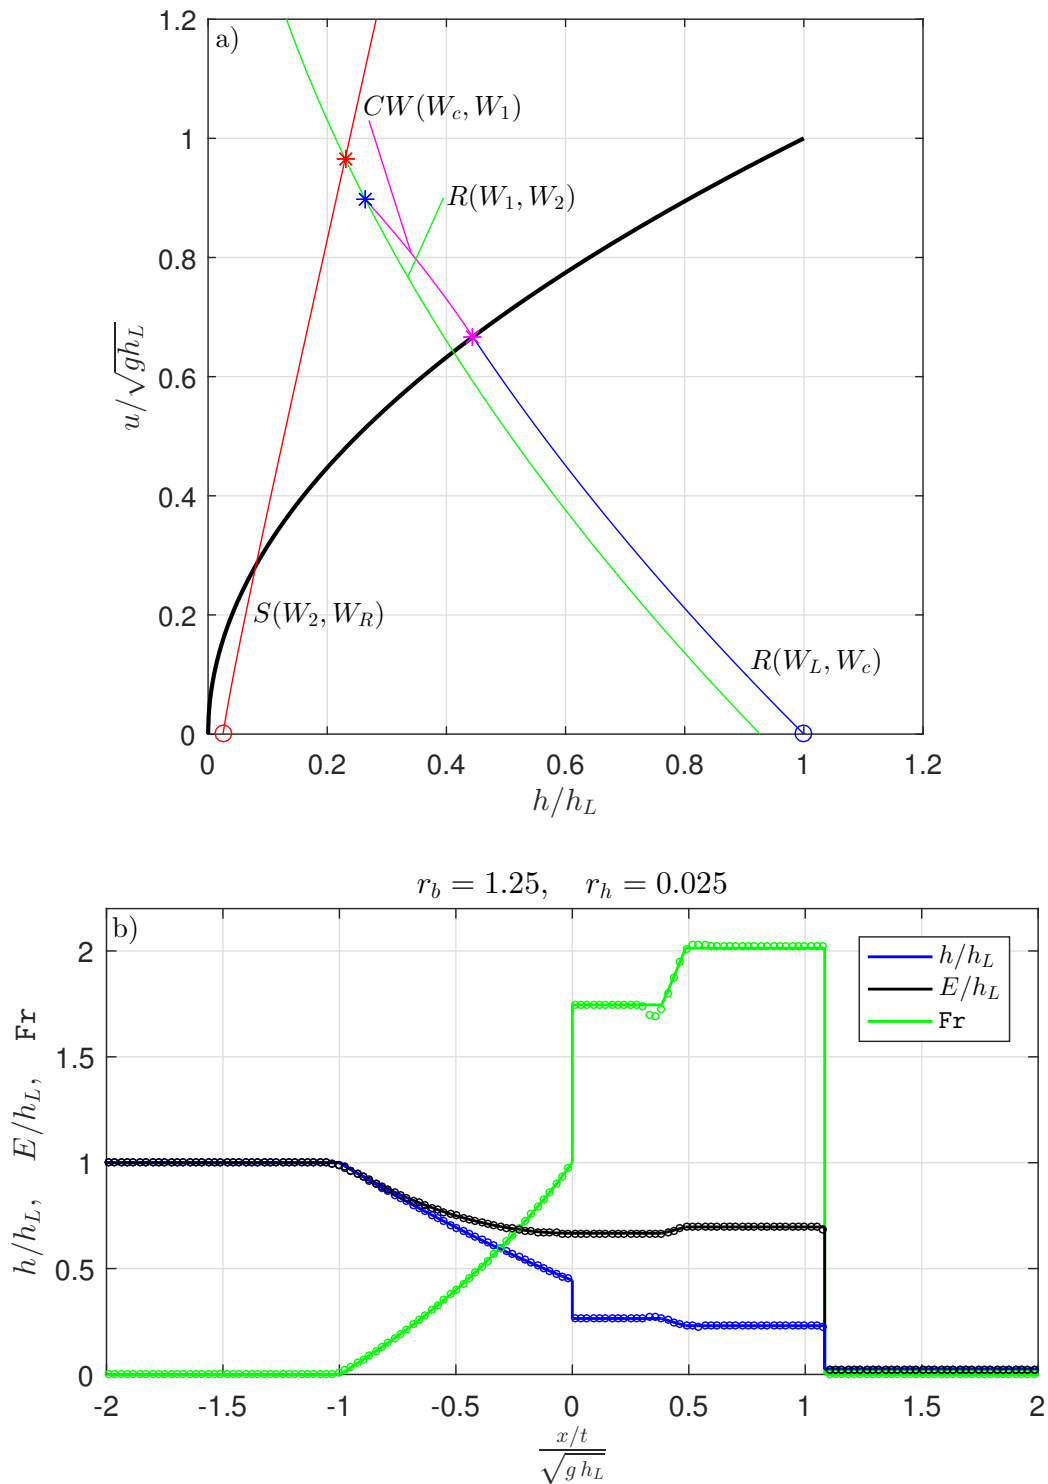 a)
1.2
1
0.8
0.6
0.4
0.2
0
u/√gh_L
CW(W_c, W_1)
R(W_1, W_2)
S(W_2, W_R)
R(W_L, W_c)
0 0.2 0.4 0.6 0.8 1 1.2
h/h_L
r_b = 1.25, r_h = 0.025
b)
2
1.5
1
0.5
0
h/h_L, E/h_L, Fr
h/h_L
E/h_L
Fr
-2 -1.5 -1 -0.5 0 0.5 1 1.5 2
x/t
√g h_L